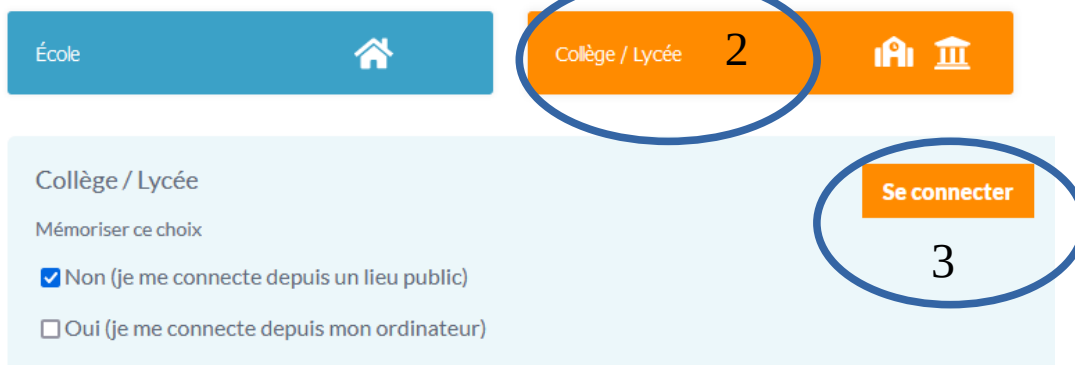 École
Collège / Lycée 2
Collège / Lycée
Se connecter
Mémoriser ce choix
3
Non (je me connecte depuis un lieu public)
Oui (je me connecte depuis mon ordinateur)